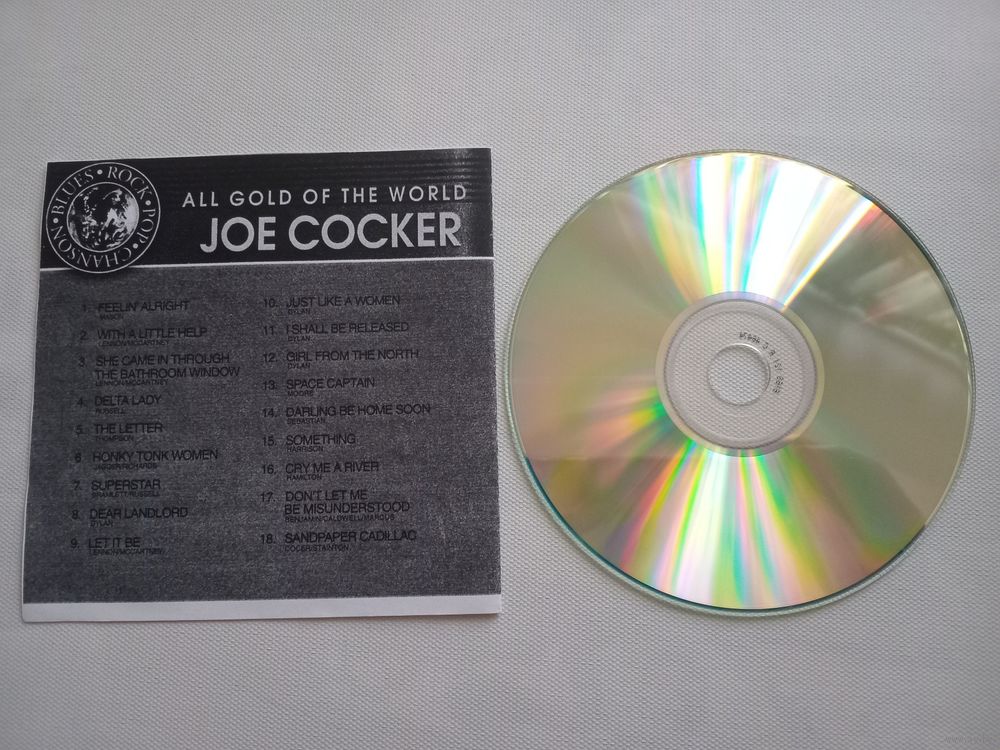 BLUES • ROCK • POP • CHANSON •
ALL GOLD OF THE WORLD
JOE COCKER
1. FEELIN' ALRIGHT
MASON
2. WITH A LITTLE HELP
LENNON/MCCARTNEY
3. SHE CAME IN THROUGH
THE BATHROOM WINDOW
LENNON/MCCARTNEY
4. DELTA LADY
RUSSELL
5. THE LETTER
THOMPSON
6. HONKY TONK WOMEN
JAGGER/RICHARDS
7. SUPERSTAR
BRAMLETT/RUSSELL
8. DEAR LANDLORD
DYLAN
9. LET IT BE
LENNON/MCCARTNEY
10. JUST LIKE A WOMEN
DYLAN
11. I SHALL BE RELEASED
DYLAN
12. GIRL FROM THE NORTH
DYLAN
13. SPACE CAPTAIN
MOORE
14. DARLING BE HOME SOON
SEBASTIAN
15. SOMETHING
HARRISON
16. CRY ME A RIVER
HAMILTON
17. DON'T LET ME
BE MISUNDERSTOOD
BENJAMIN/CALDWELL/MARCUS
18. SANDPAPER CADILLAC
COCER/STAINTON